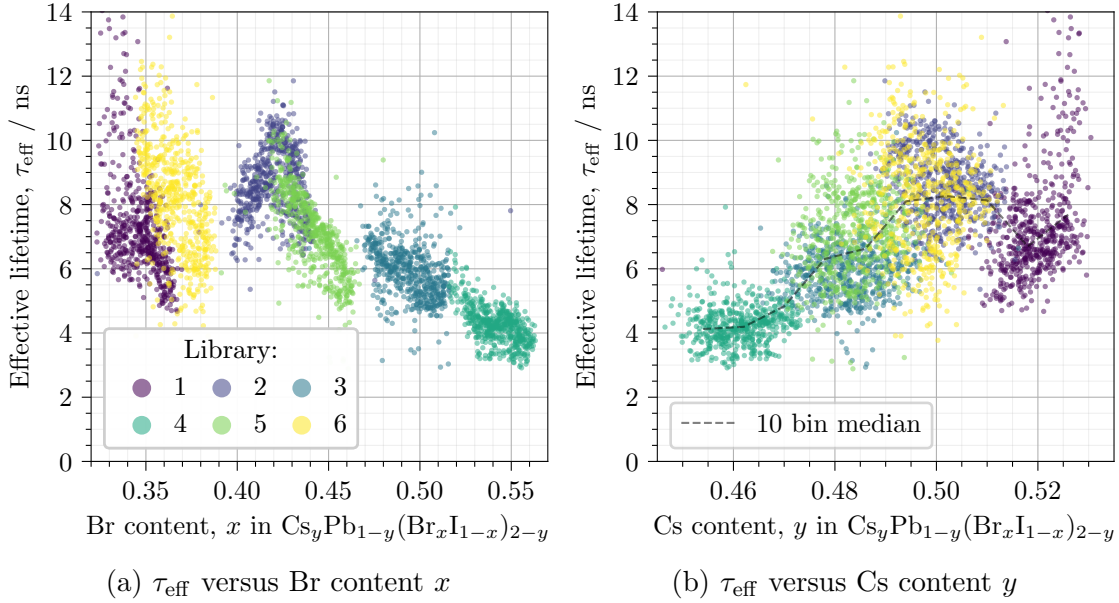 14
12
10
8
6
4
2
0
Effective lifetime, τeff / ns
Library:
1 2 3
4 5 6
0.35 0.40 0.45 0.50 0.55
Br content, x in CsyPb1−y(BrxI1−x)2−y
(a) τeff versus Br content x
14
12
10
8
6
4
2
0
Effective lifetime, τeff / ns
10 bin median
0.46 0.48 0.50 0.52
Cs content, y in CsyPb1−y(BrxI1−x)2−y
(b) τeff versus Cs content y